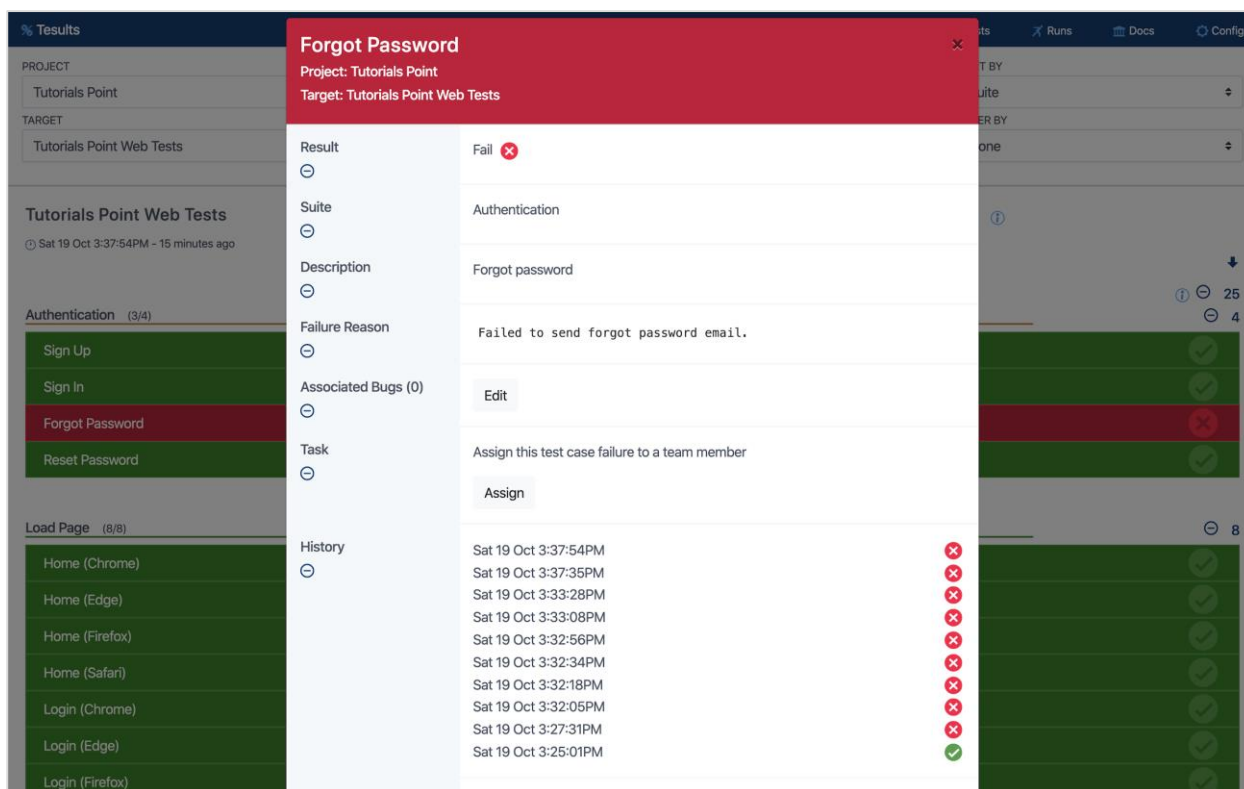 % Tesults
sts
Runs
Docs
Config
PROJECT
Tutorials Point
T BY
uite
TARGET
Tutorials Point Web Tests
ER BY
one
Tutorials Point Web Tests
Sat 19 Oct 3:37:54PM - 15 minutes ago
25
Authentication (3/4)
4
Sign Up
Sign In
Forgot Password
Reset Password
Load Page (8/8)
8
Home (Chrome)
Home (Edge)
Home (Firefox)
Home (Safari)
Login (Chrome)
Login (Edge)
Login (Firefox)
Forgot Password
Project: Tutorials Point
Target: Tutorials Point Web Tests
Result
Fail
Suite
Authentication
Description
Forgot password
Failure Reason
Failed to send forgot password email.
Associated Bugs (0)
Edit
Task
Assign this test case failure to a team member
Assign
History
Sat 19 Oct 3:37:54PM
Sat 19 Oct 3:37:35PM
Sat 19 Oct 3:33:28PM
Sat 19 Oct 3:33:08PM
Sat 19 Oct 3:32:56PM
Sat 19 Oct 3:32:34PM
Sat 19 Oct 3:32:18PM
Sat 19 Oct 3:32:05PM
Sat 19 Oct 3:27:31PM
Sat 19 Oct 3:25:01PM